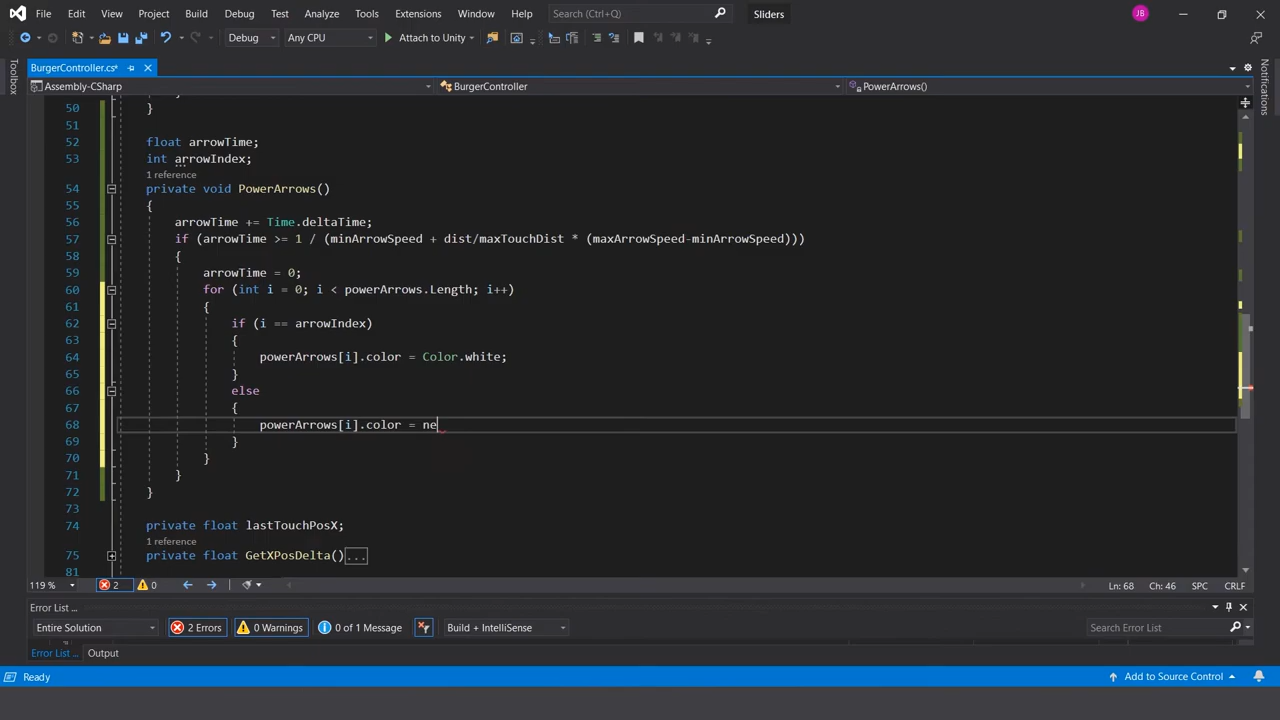 File Edit View Project Build Debug Test Analyze Tools Extensions Window Help Search (Ctrl+Q) Sliders JB
Debug Any CPU Attach to Unity
BurgerController.cs*
Assembly-CSharp BurgerController PowerArrows()
Toolbox
Notifications
50 }
51
52 float arrowTime;
53 int arrowIndex;
1 reference
54 private void PowerArrows()
55 {
56 arrowTime += Time.deltaTime;
57 if (arrowTime >= 1 / (minArrowSpeed + dist/maxTouchDist * (maxArrowSpeed-minArrowSpeed)))
58 {
59 arrowTime = 0;
60 for (int i = 0; i < powerArrows.Length; i++)
61 {
62 if (i == arrowIndex)
63 {
64 powerArrows[i].color = Color.white;
65 }
66 else
67 {
68 powerArrows[i].color = ne
69 }
70 }
71 }
72 }
73
74 private float lastTouchPosX;
1 reference
75 private float GetXPosDelta()...
81
119 % 2 0 Ln: 68 Ch: 46 SPC CRLF
Error List ...
Entire Solution 2 Errors 0 Warnings 0 of 1 Message Build + IntelliSense Search Error List
Error List ... Output
Ready Add to Source Control